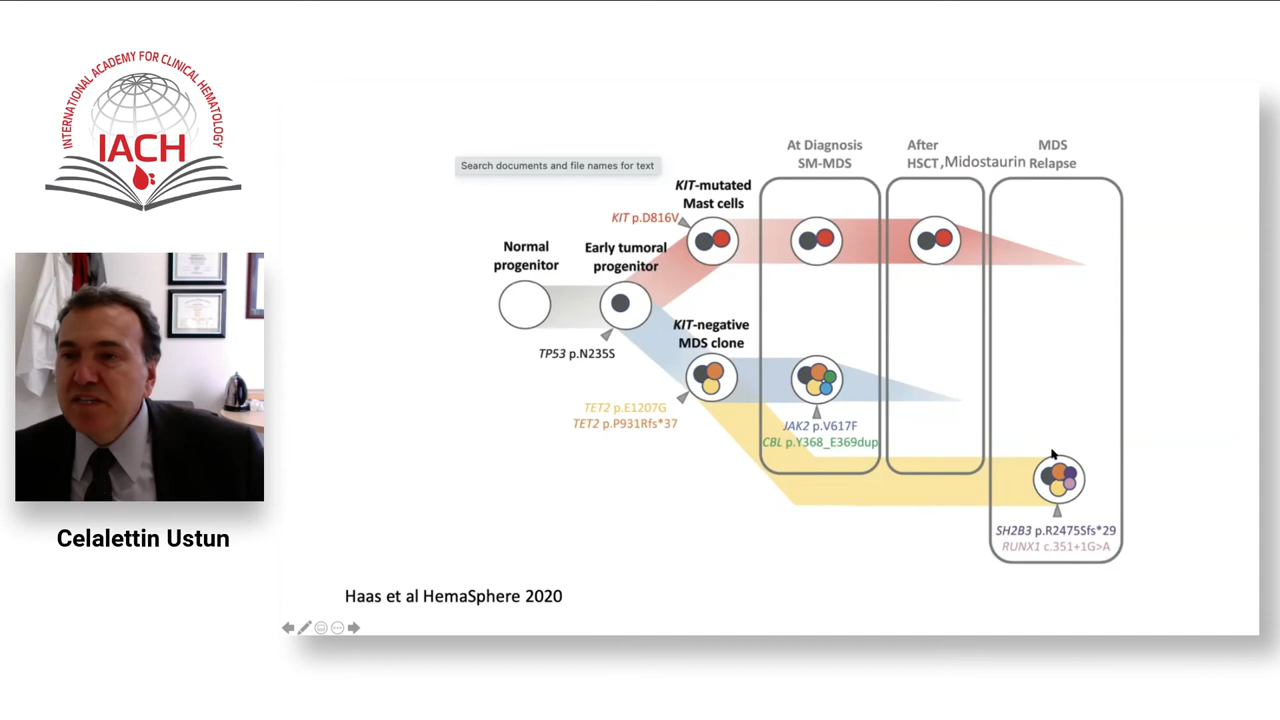 INTERNATIONAL ACADEMY FOR CLINICAL HEMATOLOGY
IACH
Celalettin Ustun
Search documents and file names for text
At Diagnosis
SM-MDS
After
HSCT, Midostaurin
MDS
Relapse
KIT-mutated
Mast cells
KIT p.D816V
Normal
progenitor
Early tumoral
progenitor
TP53 p.N235S
KIT-negative
MDS clone
TET2 p.E1207G
TET2 p.P931Rfs*37
JAK2 p.V617F
CBL p.Y368_E369dup
SH2B3 p.R2475Sfs*29
RUNX1 c.351+1G>A
Haas et al HemaSphere 2020